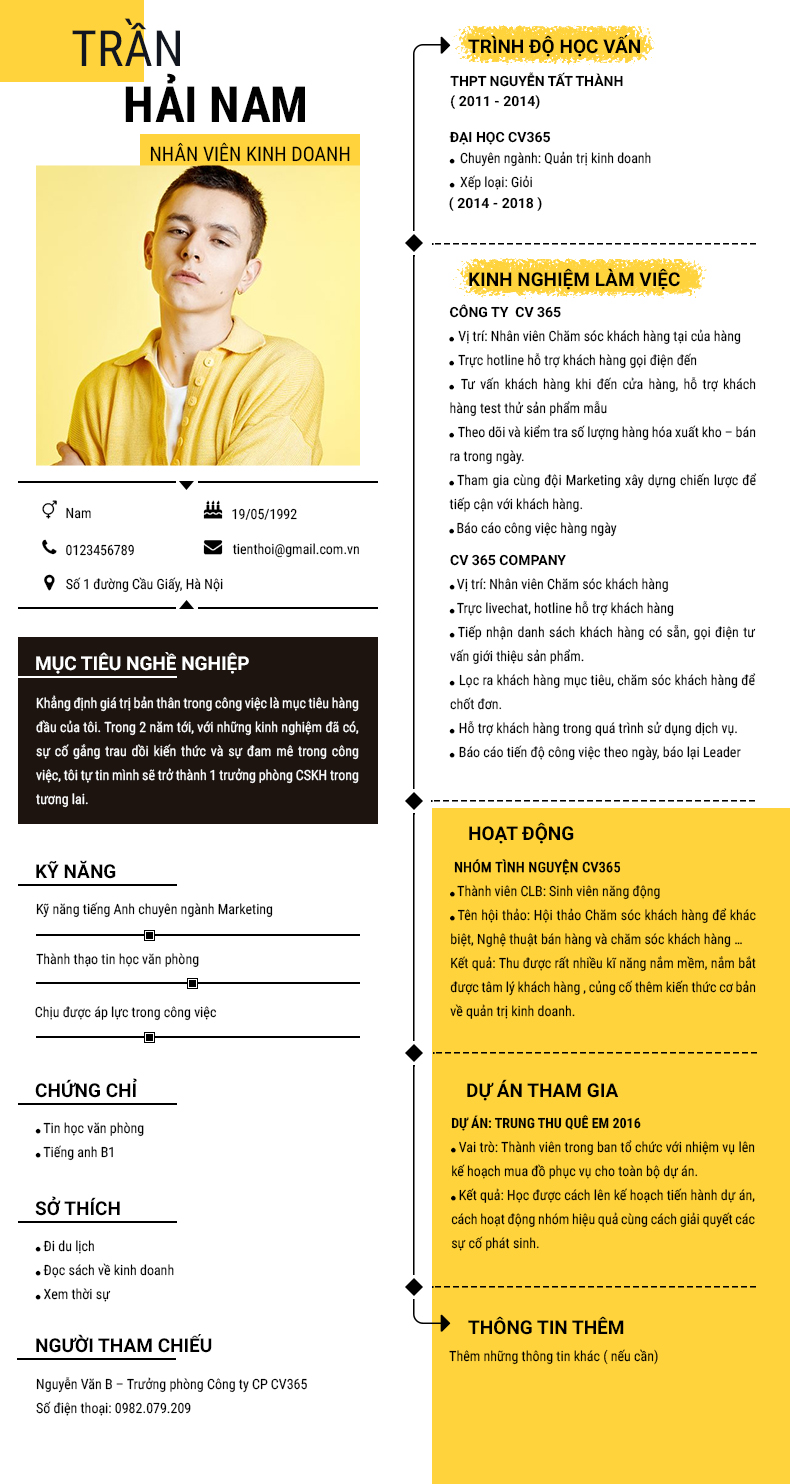 TRẦN
HẢI NAM
NHÂN VIÊN KINH DOANH
Nam
19/05/1992
0123456789
tienthoi@gmail.com.vn
Số 1 đường Cầu Giấy, Hà Nội
MỤC TIÊU NGHỀ NGHIỆP
Khẳng định giá trị bản thân trong công việc là mục tiêu hàng
đầu của tôi. Trong 2 năm tới, với những kinh nghiệm đã có,
sự cố gắng trau dồi kiến thức và sự đam mê trong công
việc, tôi tự tin mình sẽ trở thành 1 trưởng phòng CSKH trong
tương lai.
KỸ NĂNG
Kỹ năng tiếng Anh chuyên ngành Marketing
Thành thạo tin học văn phòng
Chịu được áp lực trong công việc
CHỨNG CHỈ
• Tin học văn phòng
• Tiếng anh B1
SỞ THÍCH
• Đi du lịch
• Đọc sách về kinh doanh
• Xem thời sự
NGƯỜI THAM CHIẾU
Nguyễn Văn B – Trưởng phòng Công ty CP CV365
Số điện thoại: 0982.079.209
TRÌNH ĐỘ HỌC VẤN
THPT NGUYỄN TẤT THÀNH
( 2011 - 2014)
ĐẠI HỌC CV365
• Chuyên ngành: Quản trị kinh doanh
• Xếp loại: Giỏi
( 2014 - 2018 )
KINH NGHIỆM LÀM VIỆC
CÔNG TY CV 365
• Vị trí: Nhân viên Chăm sóc khách hàng tại của hàng
• Trực hotline hỗ trợ khách hàng gọi điện đến
• Tư vấn khách hàng khi đến cửa hàng, hỗ trợ khách
hàng test thử sản phẩm mẫu
• Theo dõi và kiểm tra số lượng hàng hóa xuất kho – bán
ra trong ngày.
• Tham gia cùng đội Marketing xây dựng chiến lược để
tiếp cận với khách hàng.
• Báo cáo công việc hàng ngày
CV 365 COMPANY
• Vị trí: Nhân viên Chăm sóc khách hàng
• Trực livechat, hotline hỗ trợ khách hàng
• Tiếp nhận danh sách khách hàng có sẵn, gọi điện tư
vấn giới thiệu sản phẩm.
• Lọc ra khách hàng mục tiêu, chăm sóc khách hàng để
chốt đơn.
• Hỗ trợ khách hàng trong quá trình sử dụng dịch vụ.
• Báo cáo tiến độ công việc theo ngày, báo lại Leader
HOẠT ĐỘNG
NHÓM TÌNH NGUYỆN CV365
• Thành viên CLB: Sinh viên năng động
• Tên hội thảo: Hội thảo Chăm sóc khách hàng để khác
biệt, Nghệ thuật bán hàng và chăm sóc khách hàng ...
Kết quả: Thu được rất nhiều kĩ năng nắm mềm, nắm bắt
được tâm lý khách hàng , củng cố thêm kiến thức cơ bản
về quản trị kinh doanh.
DỰ ÁN THAM GIA
DỰ ÁN: TRUNG THU QUÊ EM 2016
• Vai trò: Thành viên trong ban tổ chức với nhiệm vụ lên
kế hoạch mua đồ phục vụ cho toàn bộ dự án.
• Kết quả: Học được cách lên kế hoạch tiến hành dự án,
cách hoạt động nhóm hiệu quả cùng cách giải quyết các
sự cố phát sinh.
THÔNG TIN THÊM
Thêm những thông tin khác ( nếu cần)